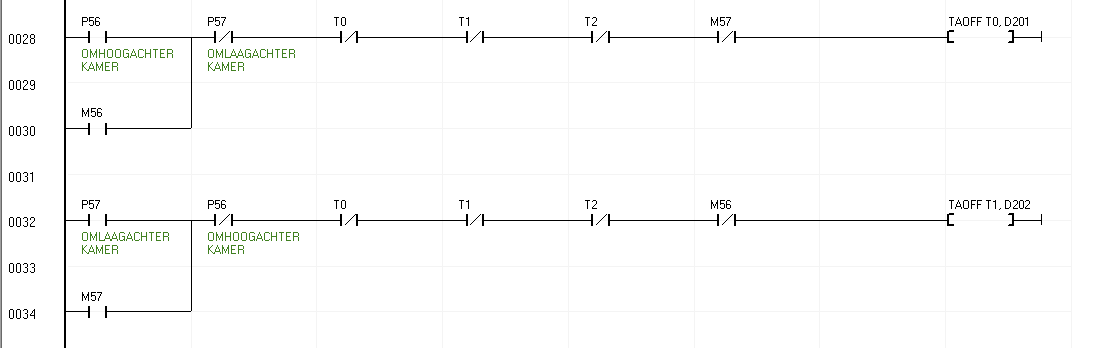 P56 P57 T0 T1 T2 M57 TAOFF T0, D201
0028
OMHOOGACHTER OMLAAGACHTER
KAMER KAMER
0029
M56
0030
0031
P57 P56 T0 T1 T2 M56 TAOFF T1, D202
0032
OMLAAGACHTER OMHOOGACHTER
KAMER KAMER
0033
M57
0034